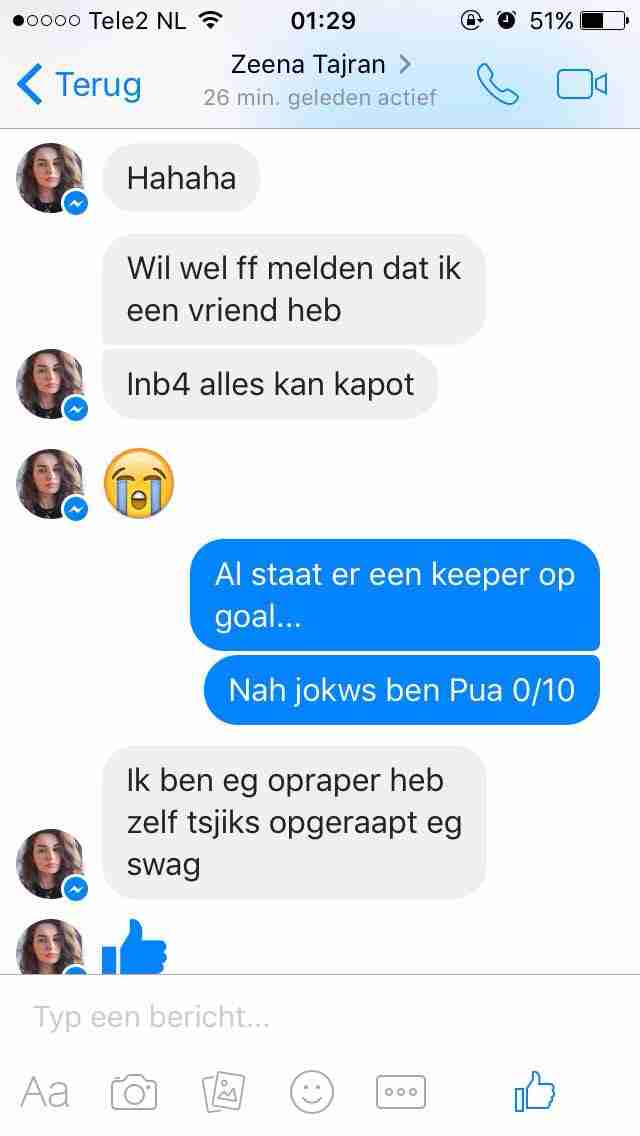 Tele2 NL 01:29 51%
Terug
Zeena Tajran
26 min. geleden actief
Hahaha
Wil wel ff melden dat ik
een vriend heb
Inb4 alles kan kapot
Al staat er een keeper op
goal...
Nah jokws ben Pua 0/10
Ik ben eg opraper heb
zelf tsjiks opgeraapt eg
swag
Typ een bericht...
Aa